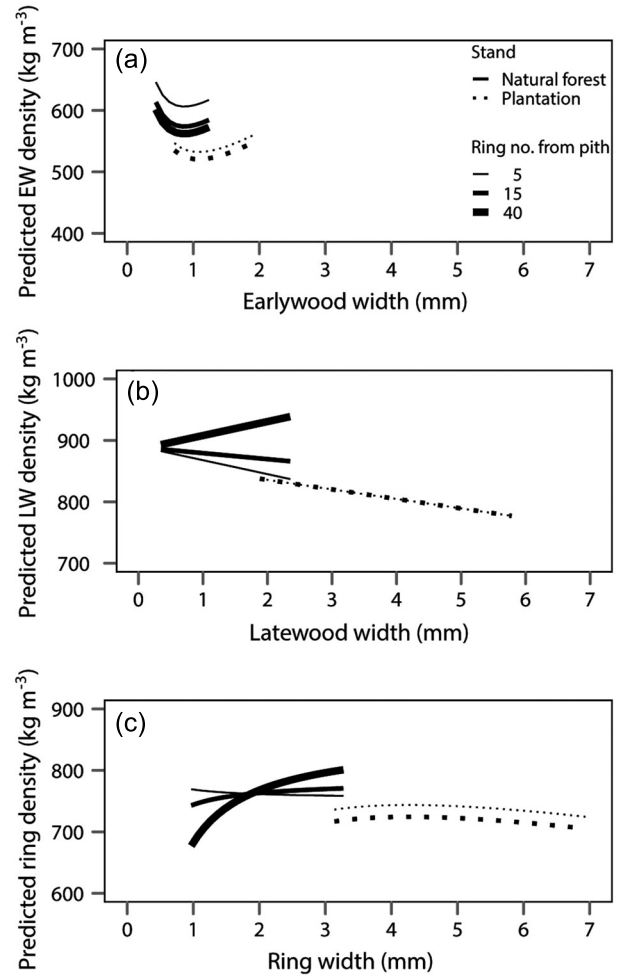 (a)
Predicted EW density (kg m-3)
700
600
500
400
Stand
Natural forest
Plantation
Ring no. from pith
5
15
40
0 1 2 3 4 5 6 7
Earlywood width (mm)
(b)
Predicted LW density (kg m-3)
1000
900
800
700
0 1 2 3 4 5 6 7
Latewood width (mm)
(c)
Predicted ring density (kg m-3)
900
800
700
600
0 1 2 3 4 5 6 7
Ring width (mm)